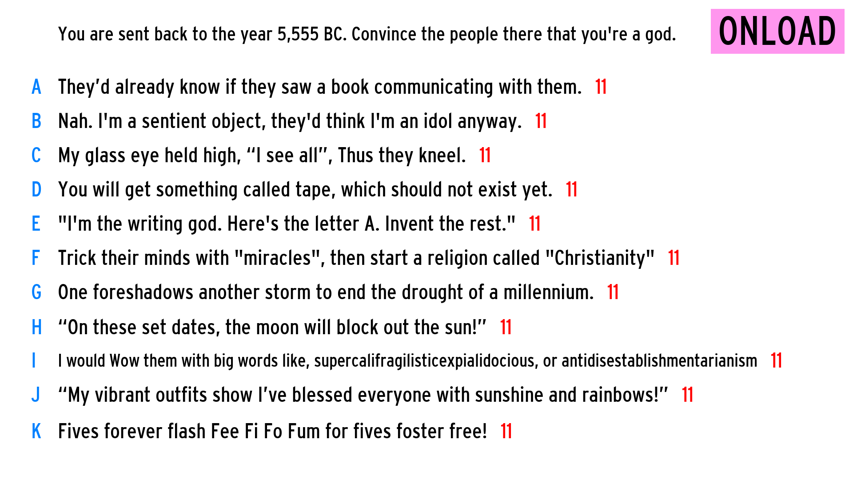 You are sent back to the year 5,555 BC. Convince the people there that you're a god.
ONLOAD
A They’d already know if they saw a book communicating with them. 11
B Nah. I'm a sentient object, they'd think I'm an idol anyway. 11
C My glass eye held high, “I see all”, Thus they kneel. 11
D You will get something called tape, which should not exist yet. 11
E "I'm the writing god. Here's the letter A. Invent the rest." 11
F Trick their minds with "miracles", then start a religion called "Christianity" 11
G One foreshadows another storm to end the drought of a millennium. 11
H “On these set dates, the moon will block out the sun!” 11
I I would Wow them with big words like, supercalifragilisticexpialidocious, or antidisestablishmentarianism 11
J “My vibrant outfits show I’ve blessed everyone with sunshine and rainbows!” 11
K Fives forever flash Fee Fi Fo Fum for fives foster free! 11